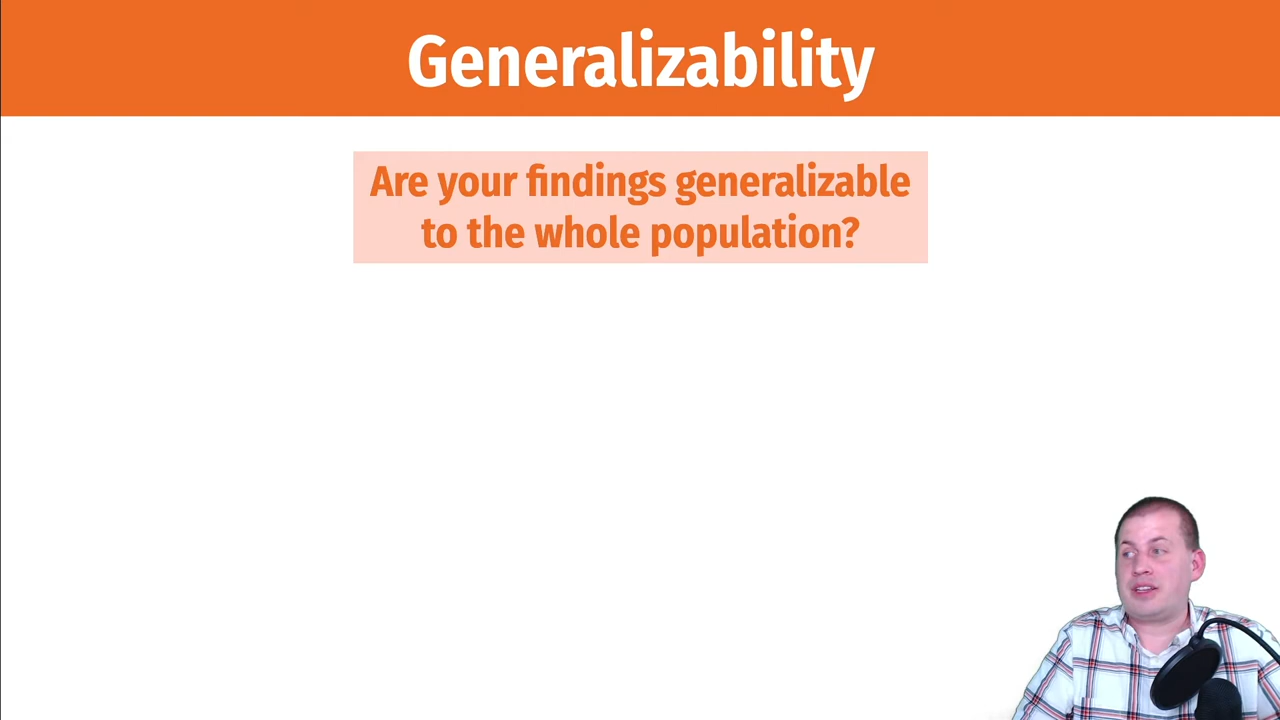 Generalizability
Are your findings generalizable
to the whole population?